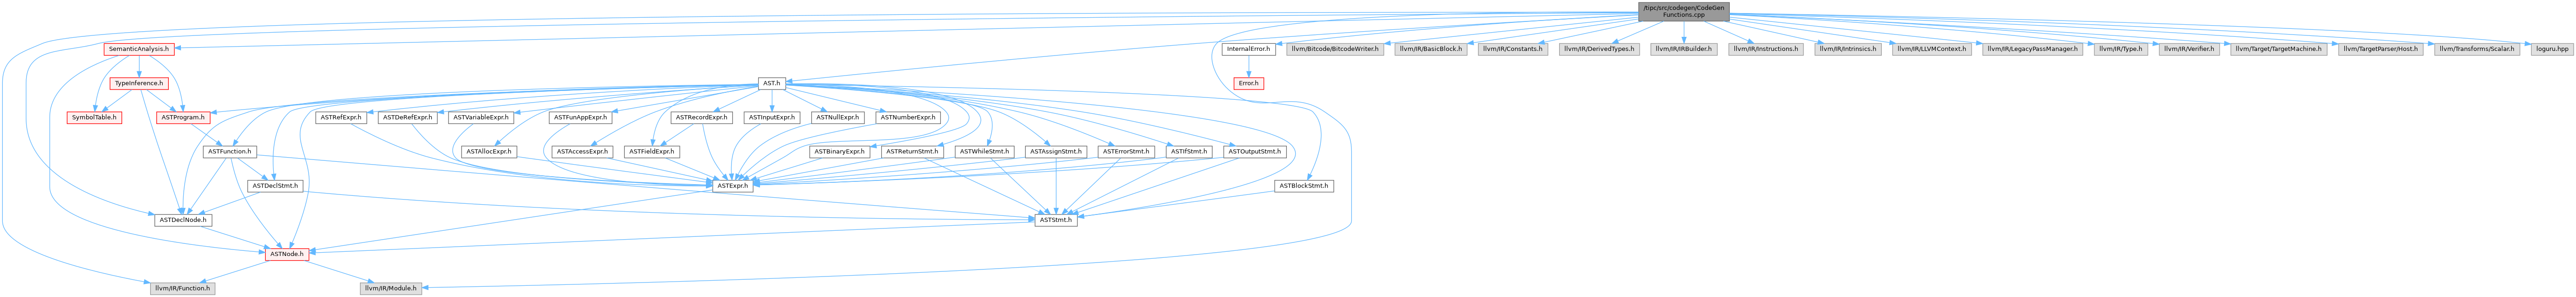 /tipc/src/codegen/CodeGen
Functions.cpp
SemanticAnalysis.h
InternalError.h
llvm/Bitcode/BitcodeWriter.h
llvm/IR/BasicBlock.h
llvm/IR/Constants.h
llvm/IR/DerivedTypes.h
llvm/IR/IRBuilder.h
llvm/IR/Instructions.h
llvm/IR/Intrinsics.h
llvm/IR/LLVMContext.h
llvm/IR/LegacyPassManager.h
llvm/IR/Type.h
llvm/IR/Verifier.h
llvm/Target/TargetMachine.h
llvm/TargetParser/Host.h
llvm/Transforms/Scalar.h
loguru.hpp
TypeInference.h
AST.h
Error.h
SymbolTable.h
ASTProgram.h
ASTRefExpr.h
ASTDeRefExpr.h
ASTVariableExpr.h
ASTFunAppExpr.h
ASTRecordExpr.h
ASTInputExpr.h
ASTNullExpr.h
ASTNumberExpr.h
ASTFunction.h
ASTAllocExpr.h
ASTAccessExpr.h
ASTFieldExpr.h
ASTBinaryExpr.h
ASTReturnStmt.h
ASTWhileStmt.h
ASTAssignStmt.h
ASTErrorStmt.h
ASTIfStmt.h
ASTOutputStmt.h
ASTDeclStmt.h
ASTExpr.h
ASTBlockStmt.h
ASTDeclNode.h
ASTStmt.h
ASTNode.h
llvm/IR/Function.h
llvm/IR/Module.h